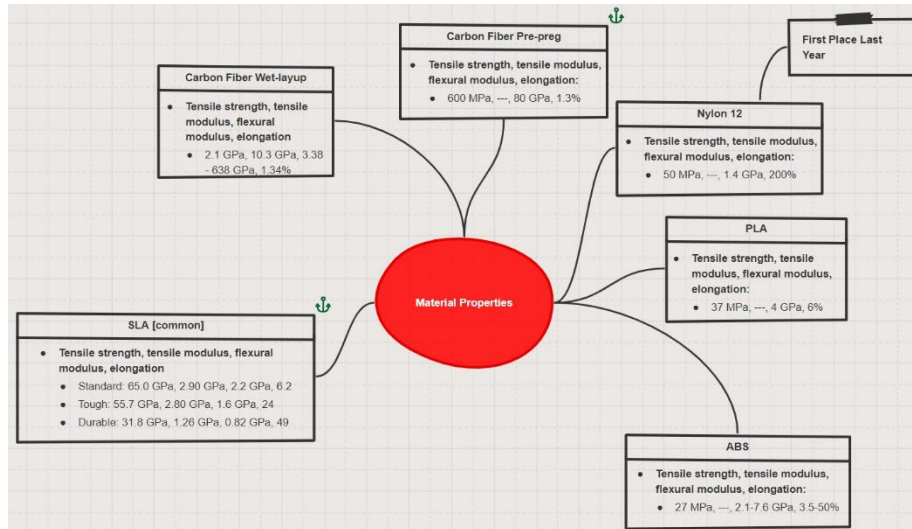 Carbon Fiber Pre-preg
Tensile strength, tensile modulus,
flexural modulus, elongation:
600 MPa, ---, 80 GPa, 1.3%
First Place Last
Year
Carbon Fiber Wet-layup
Tensile strength, tensile
modulus, flexural
modulus, elongation
2.1 GPa, 10.3 GPa, 3.38
- 638 GPa, 1.34%
Nylon 12
Tensile strength, tensile modulus,
flexural modulus, elongation:
50 MPa, ---, 1.4 GPa, 200%
PLA
Tensile strength, tensile
modulus, flexural modulus,
elongation:
37 MPa, ---, 4 GPa, 6%
Material Properties
SLA [common]
Tensile strength, tensile modulus, flexural
modulus, elongation
Standard: 65.0 GPa, 2.90 GPa, 2.2 GPa, 6.2
Tough: 55.7 GPa, 2.80 GPa, 1.6 GPa, 24
Durable: 31.8 GPa, 1.26 GPa, 0.82 GPa, 49
ABS
Tensile strength, tensile modulus,
flexural modulus, elongation:
27 MPa, ---, 2.1-7.6 GPa, 3.5-50%